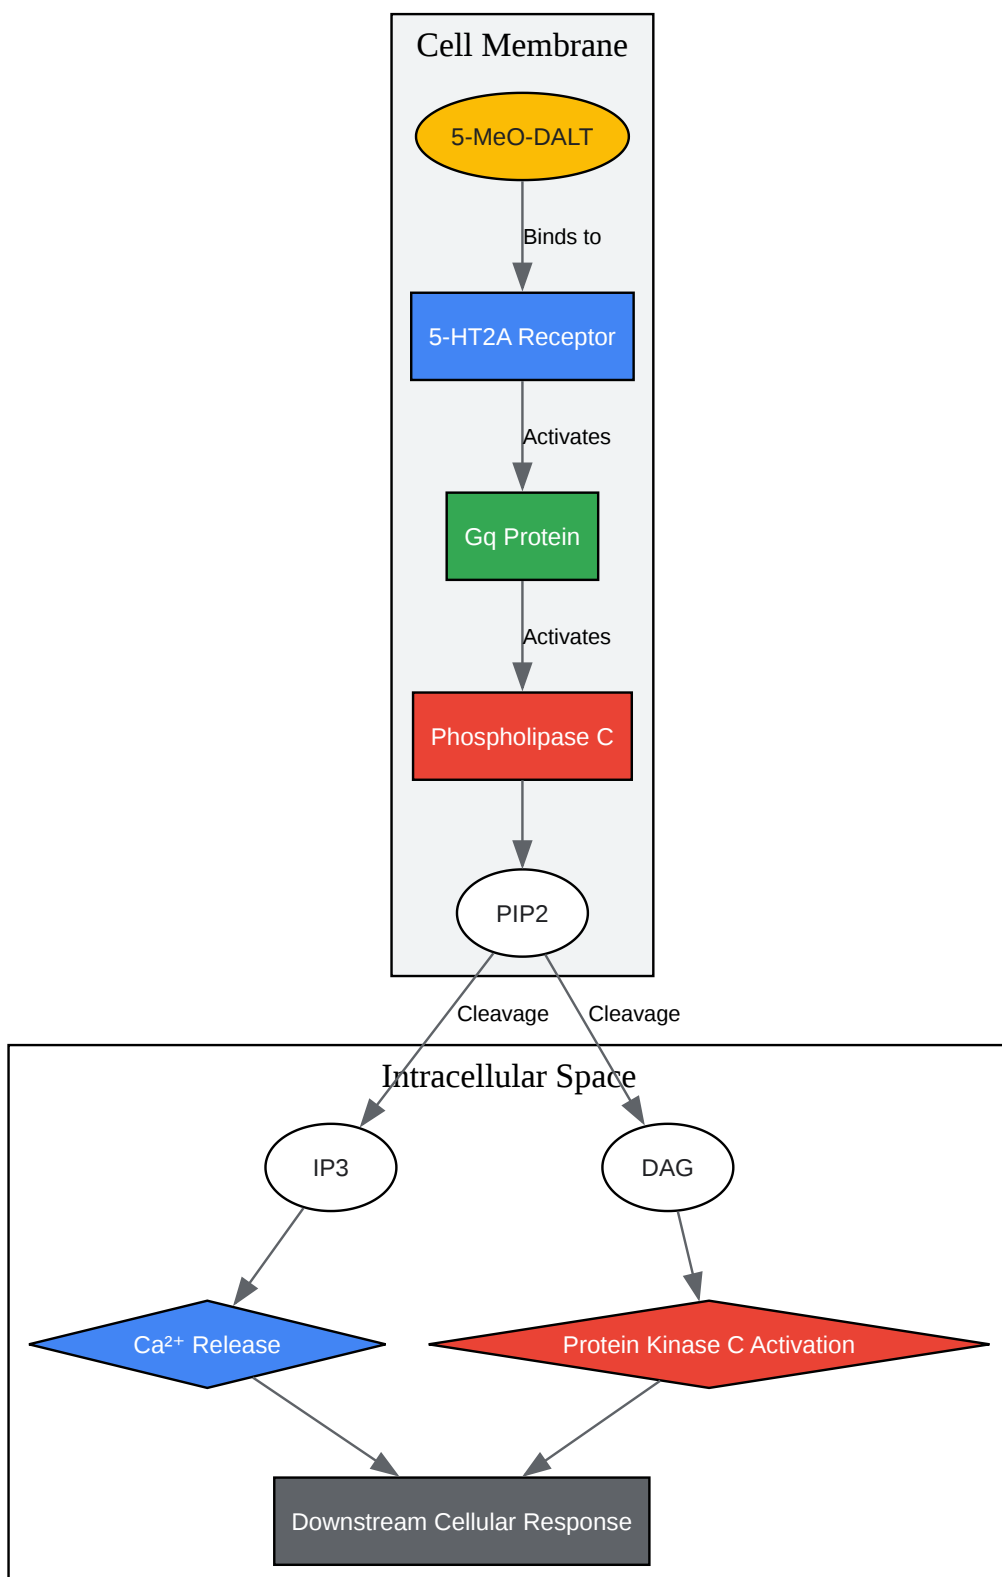 Cell Membrane
5-MeO-DALT
Binds to
5-HT2A Receptor
Activates
Gq Protein
Activates
Phospholipase C
PIP2
Cleavage
Cleavage
Intracellular Space
IP3
DAG
Ca²⁺ Release
Protein Kinase C Activation
Downstream Cellular Response